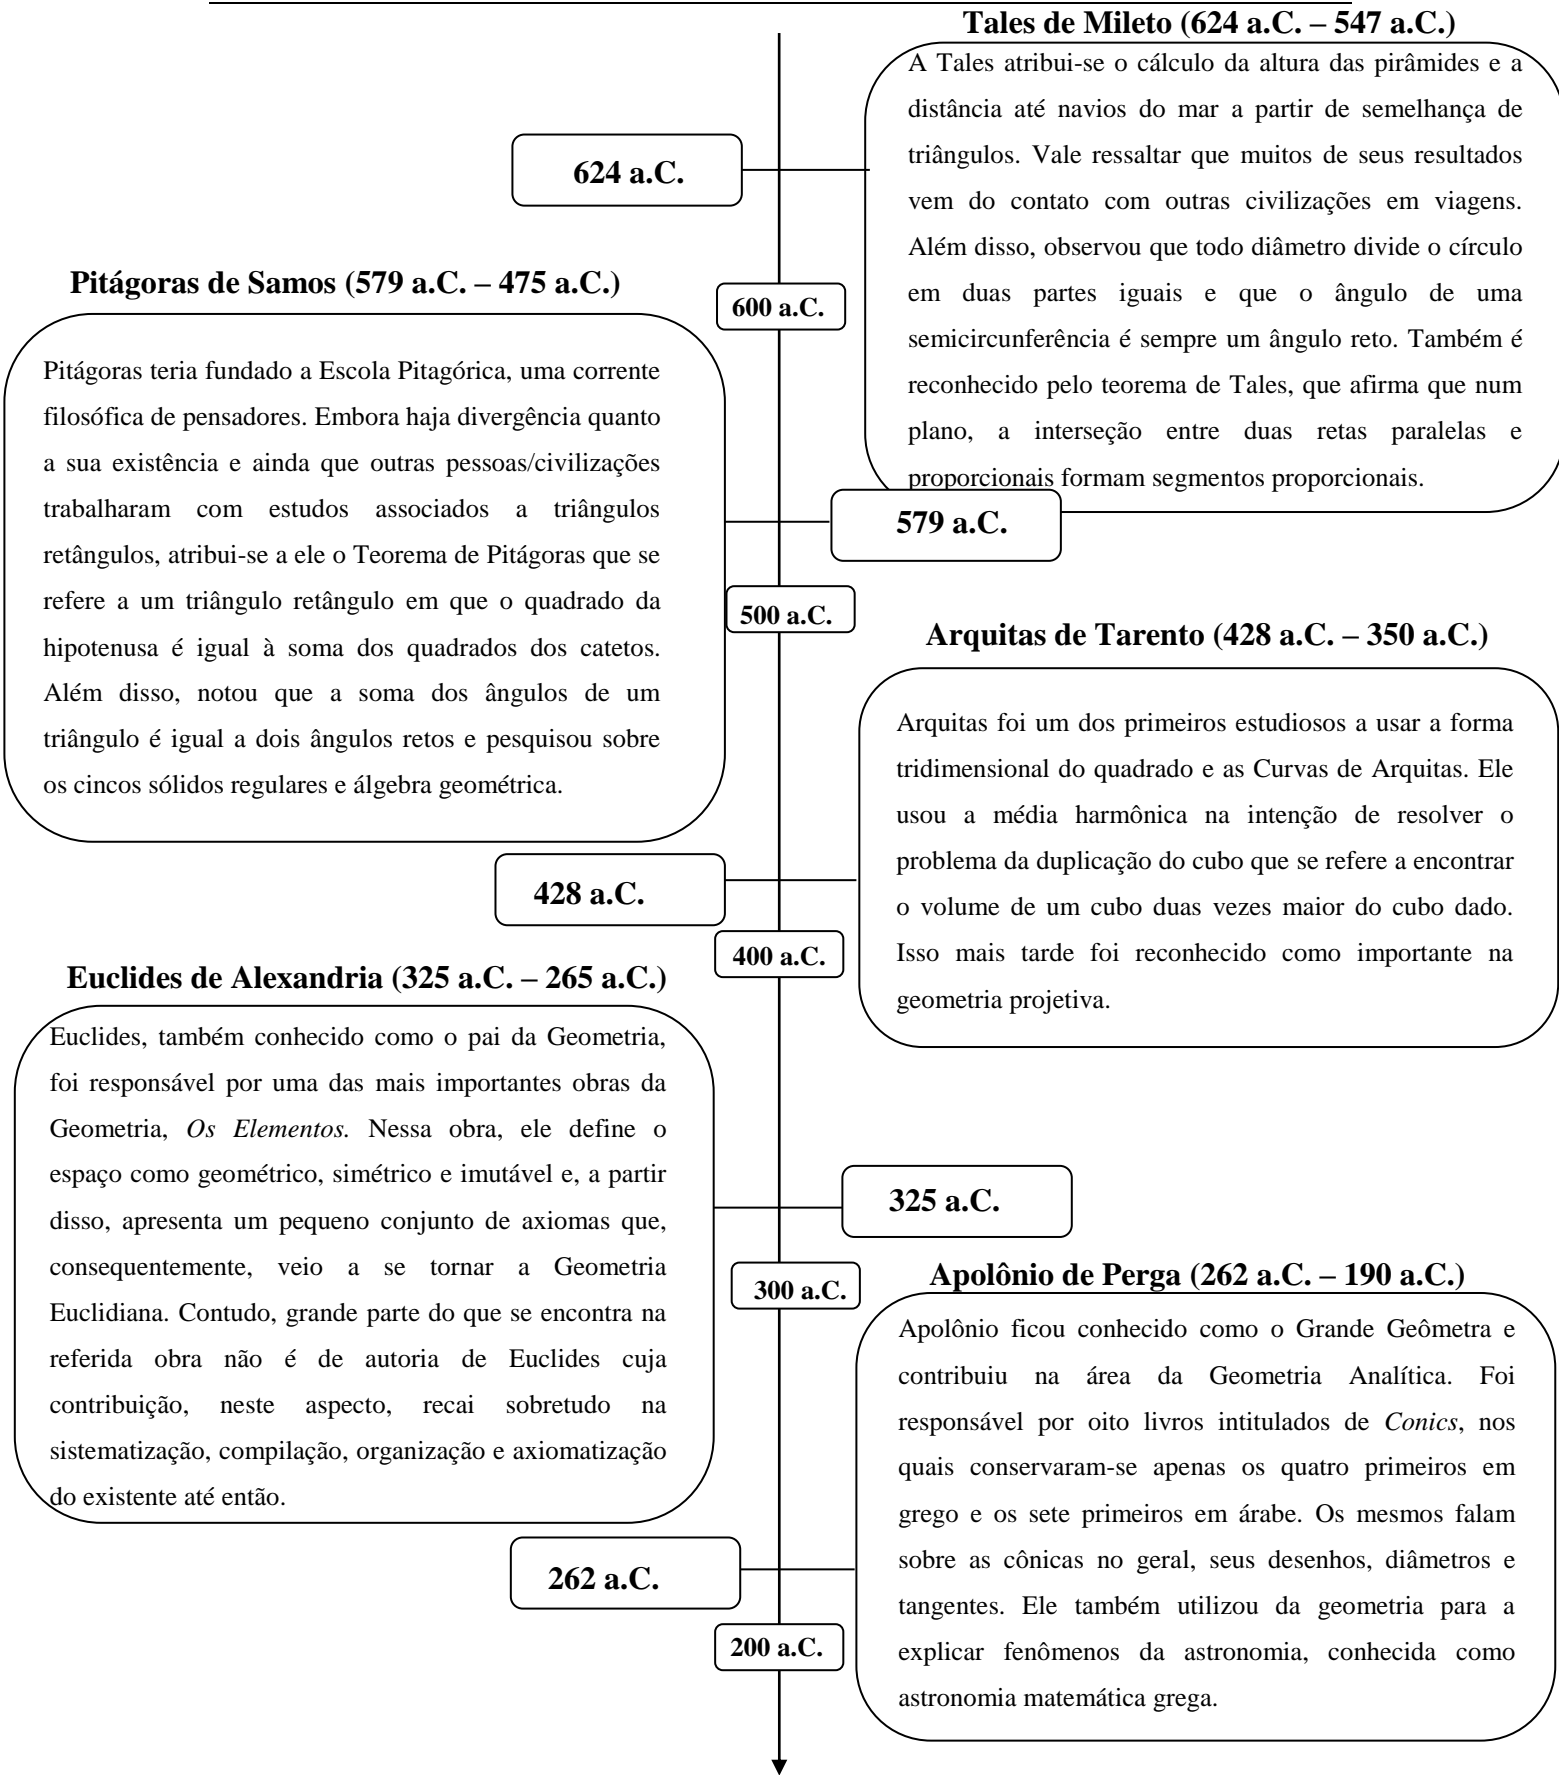 Tales de Mileto (624 a.C. – 547 a.C.)
A Tales atribui-se o cálculo da altura das pirâmides e a
distância até navios do mar a partir de semelhança de
triângulos. Vale ressaltar que muitos de seus resultados
vem do contato com outras civilizações em viagens.
Além disso, observou que todo diâmetro divide o círculo
em duas partes iguais e que o ângulo de uma
semicircunferência é sempre um ângulo reto. Também é
reconhecido pelo teorema de Tales, que afirma que num
plano, a interseção entre duas retas paralelas e
proporcionais formam segmentos proporcionais.
624 a.C.
600 a.C.
Pitágoras de Samos (579 a.C. – 475 a.C.)
Pitágoras teria fundado a Escola Pitagórica, uma corrente
filosófica de pensadores. Embora haja divergência quanto
a sua existência e ainda que outras pessoas/civilizações
trabalharam com estudos associados a triângulos
retângulos, atribui-se a ele o Teorema de Pitágoras que se
refere a um triângulo retângulo em que o quadrado da
hipotenusa é igual à soma dos quadrados dos catetos.
Além disso, notou que a soma dos ângulos de um
triângulo é igual a dois ângulos retos e pesquisou sobre
os cincos sólidos regulares e álgebra geométrica.
579 a.C.
500 a.C.
Arquitas de Tarento (428 a.C. – 350 a.C.)
Arquitas foi um dos primeiros estudiosos a usar a forma
tridimensional do quadrado e as Curvas de Arquitas. Ele
usou a média harmônica na intenção de resolver o
problema da duplicação do cubo que se refere a encontrar
o volume de um cubo duas vezes maior do cubo dado.
Isso mais tarde foi reconhecido como importante na
geometria projetiva.
428 a.C.
400 a.C.
Euclides de Alexandria (325 a.C. – 265 a.C.)
Euclides, também conhecido como o pai da Geometria,
foi responsável por uma das mais importantes obras da
Geometria, Os Elementos. Nessa obra, ele define o
espaço como geométrico, simétrico e imutável e, a partir
disso, apresenta um pequeno conjunto de axiomas que,
consequentemente, veio a se tornar a Geometria
Euclidiana. Contudo, grande parte do que se encontra na
referida obra não é de autoria de Euclides cuja
contribuição, neste aspecto, recai sobretudo na
sistematização, compilação, organização e axiomatização
do existente até então.
325 a.C.
300 a.C.
Apolônio de Perga (262 a.C. – 190 a.C.)
Apolônio ficou conhecido como o Grande Geômetra e
contribuiu na área da Geometria Analítica. Foi
responsável por oito livros intitulados de Conics, nos
quais conservaram-se apenas os quatro primeiros em
grego e os sete primeiros em árabe. Os mesmos falam
sobre as cônicas no geral, seus desenhos, diâmetros e
tangentes. Ele também utilizou da geometria para a
explicar fenômenos da astronomia, conhecida como
astronomia matemática grega.
262 a.C.
200 a.C.